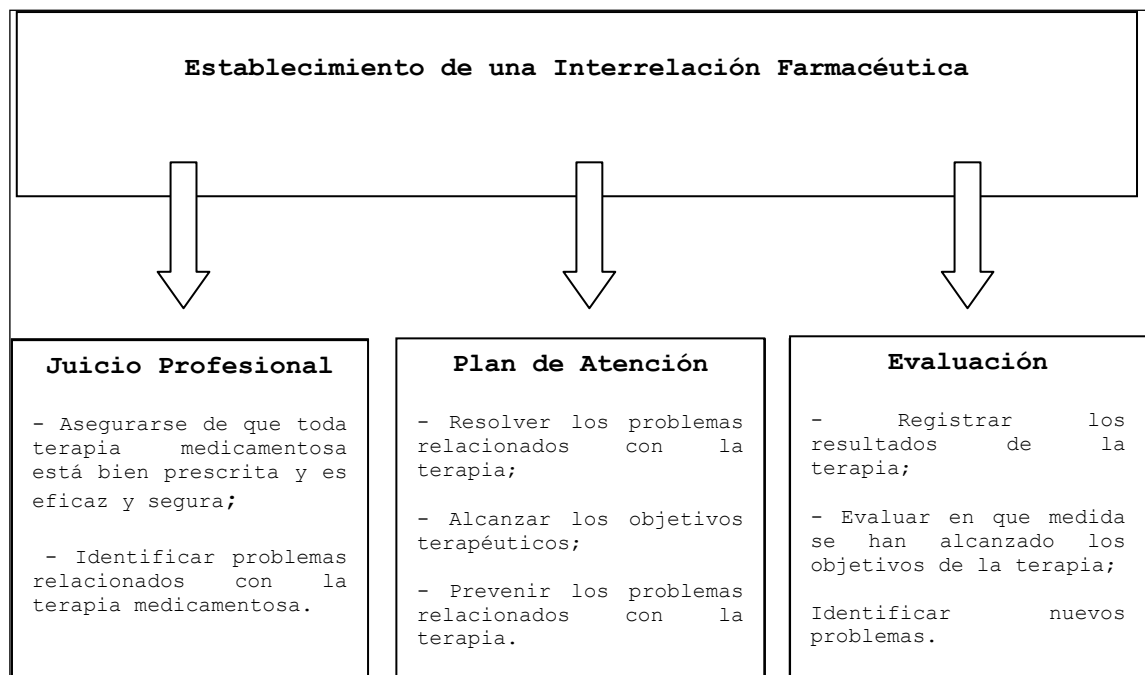 Establecimiento de una Interrelación Farmacéutica
Juicio Profesional
- Asegurarse de que toda
terapia medicamentosa
está bien prescrita y es
eficaz y segura;
- Identificar problemas
relacionados con la
terapia medicamentosa.
Plan de Atención
- Resolver los problemas
relacionados con la
terapia;
- Alcanzar los objetivos
terapéuticos;
- Prevenir los problemas
relacionados con la
terapia.
Evaluación
- Registrar los
resultados de la
terapia;
- Evaluar en que medida
se han alcanzado los
objetivos de la terapia;
Identificar nuevos
problemas.